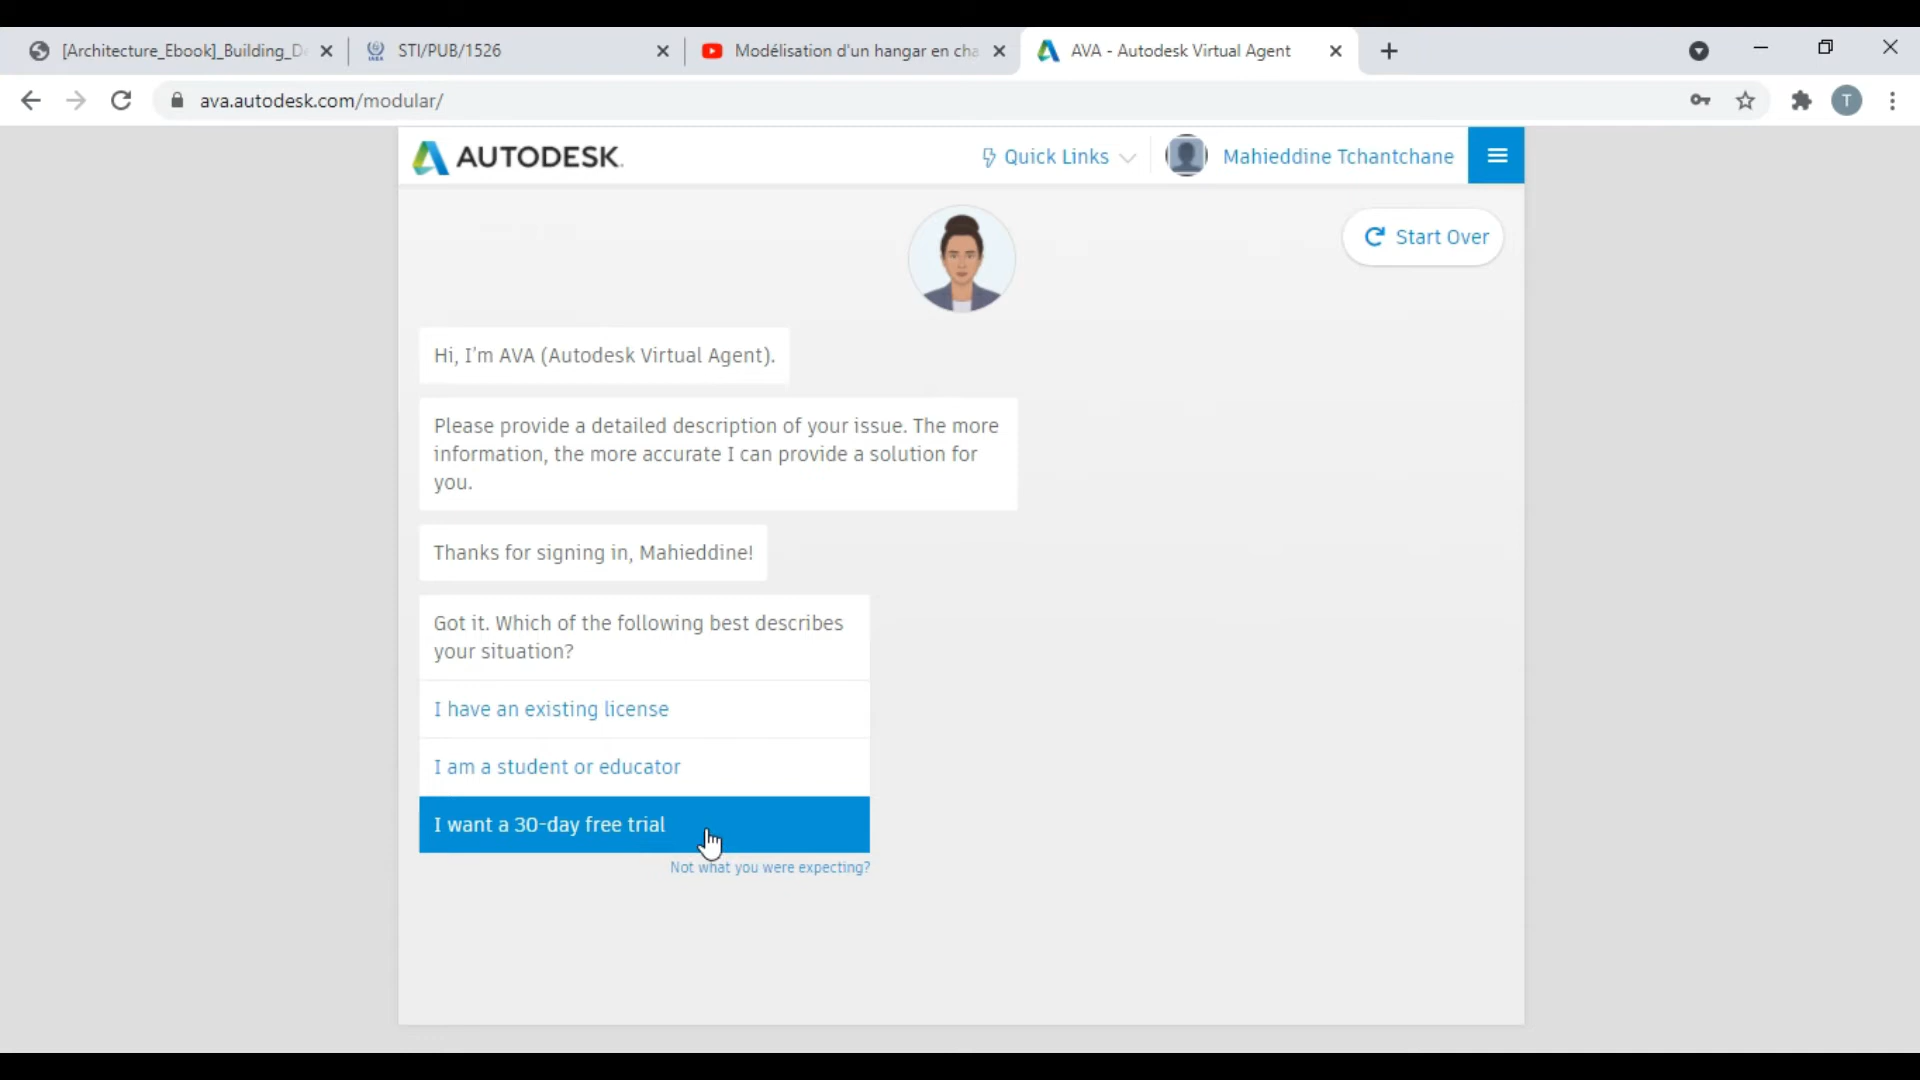 [Architecture_Ebook]_Building_De
STI/PUB/1526
Modélisation d'un hangar en cha
AVA - Autodesk Virtual Agent
ava.autodesk.com/modular/
T
AUTODESK.
Quick Links
Mahieddine Tchantchane
Start Over
Hi, I'm AVA (Autodesk Virtual Agent).
Please provide a detailed description of your issue. The more
information, the more accurate I can provide a solution for
you.
Thanks for signing in, Mahieddine!
Got it. Which of the following best describes
your situation?
I have an existing license
I am a student or educator
I want a 30-day free trial
Not what you were expecting?